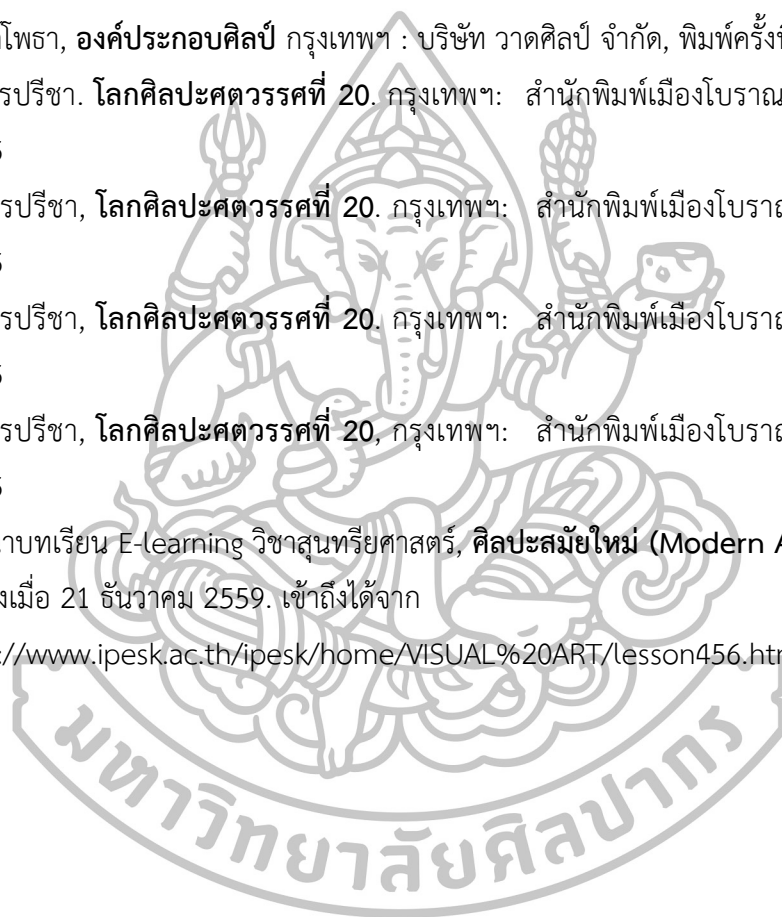 โพธา, องค์ประกอบศิลป์ กรุงเทพฯ : บริษัท วาดศิลป์ จำกัด, พิมพ์ครั้งที่
รปรีชา. โลกศิลปะศตวรรศที่ 20. กรุงเทพฯ: สำนักพิมพ์เมืองโบราณ
รปรีชา, โลกศิลปะศตวรรศที่ 20. กรุงเทพฯ: สำนักพิมพ์เมืองโบราณ
รปรีชา, โลกศิลปะศตวรรศที่ 20. กรุงเทพฯ: สำนักพิมพ์เมืองโบราณ
รปรีชา, โลกศิลปะศตวรรศที่ 20, กรุงเทพฯ: สำนักพิมพ์เมืองโบราณ
าบทเรียน E-learning วิชาสุนทรียศาสตร์, ศิลปะสมัยใหม่ (Modern A
งเมื่อ 21 ธันวาคม 2559. เข้าถึงได้จาก
://www.ipesk.ac.th/ipesk/home/VISUAL%20ART/lesson456.htm
มหาวิทยาลัยศิลปากร